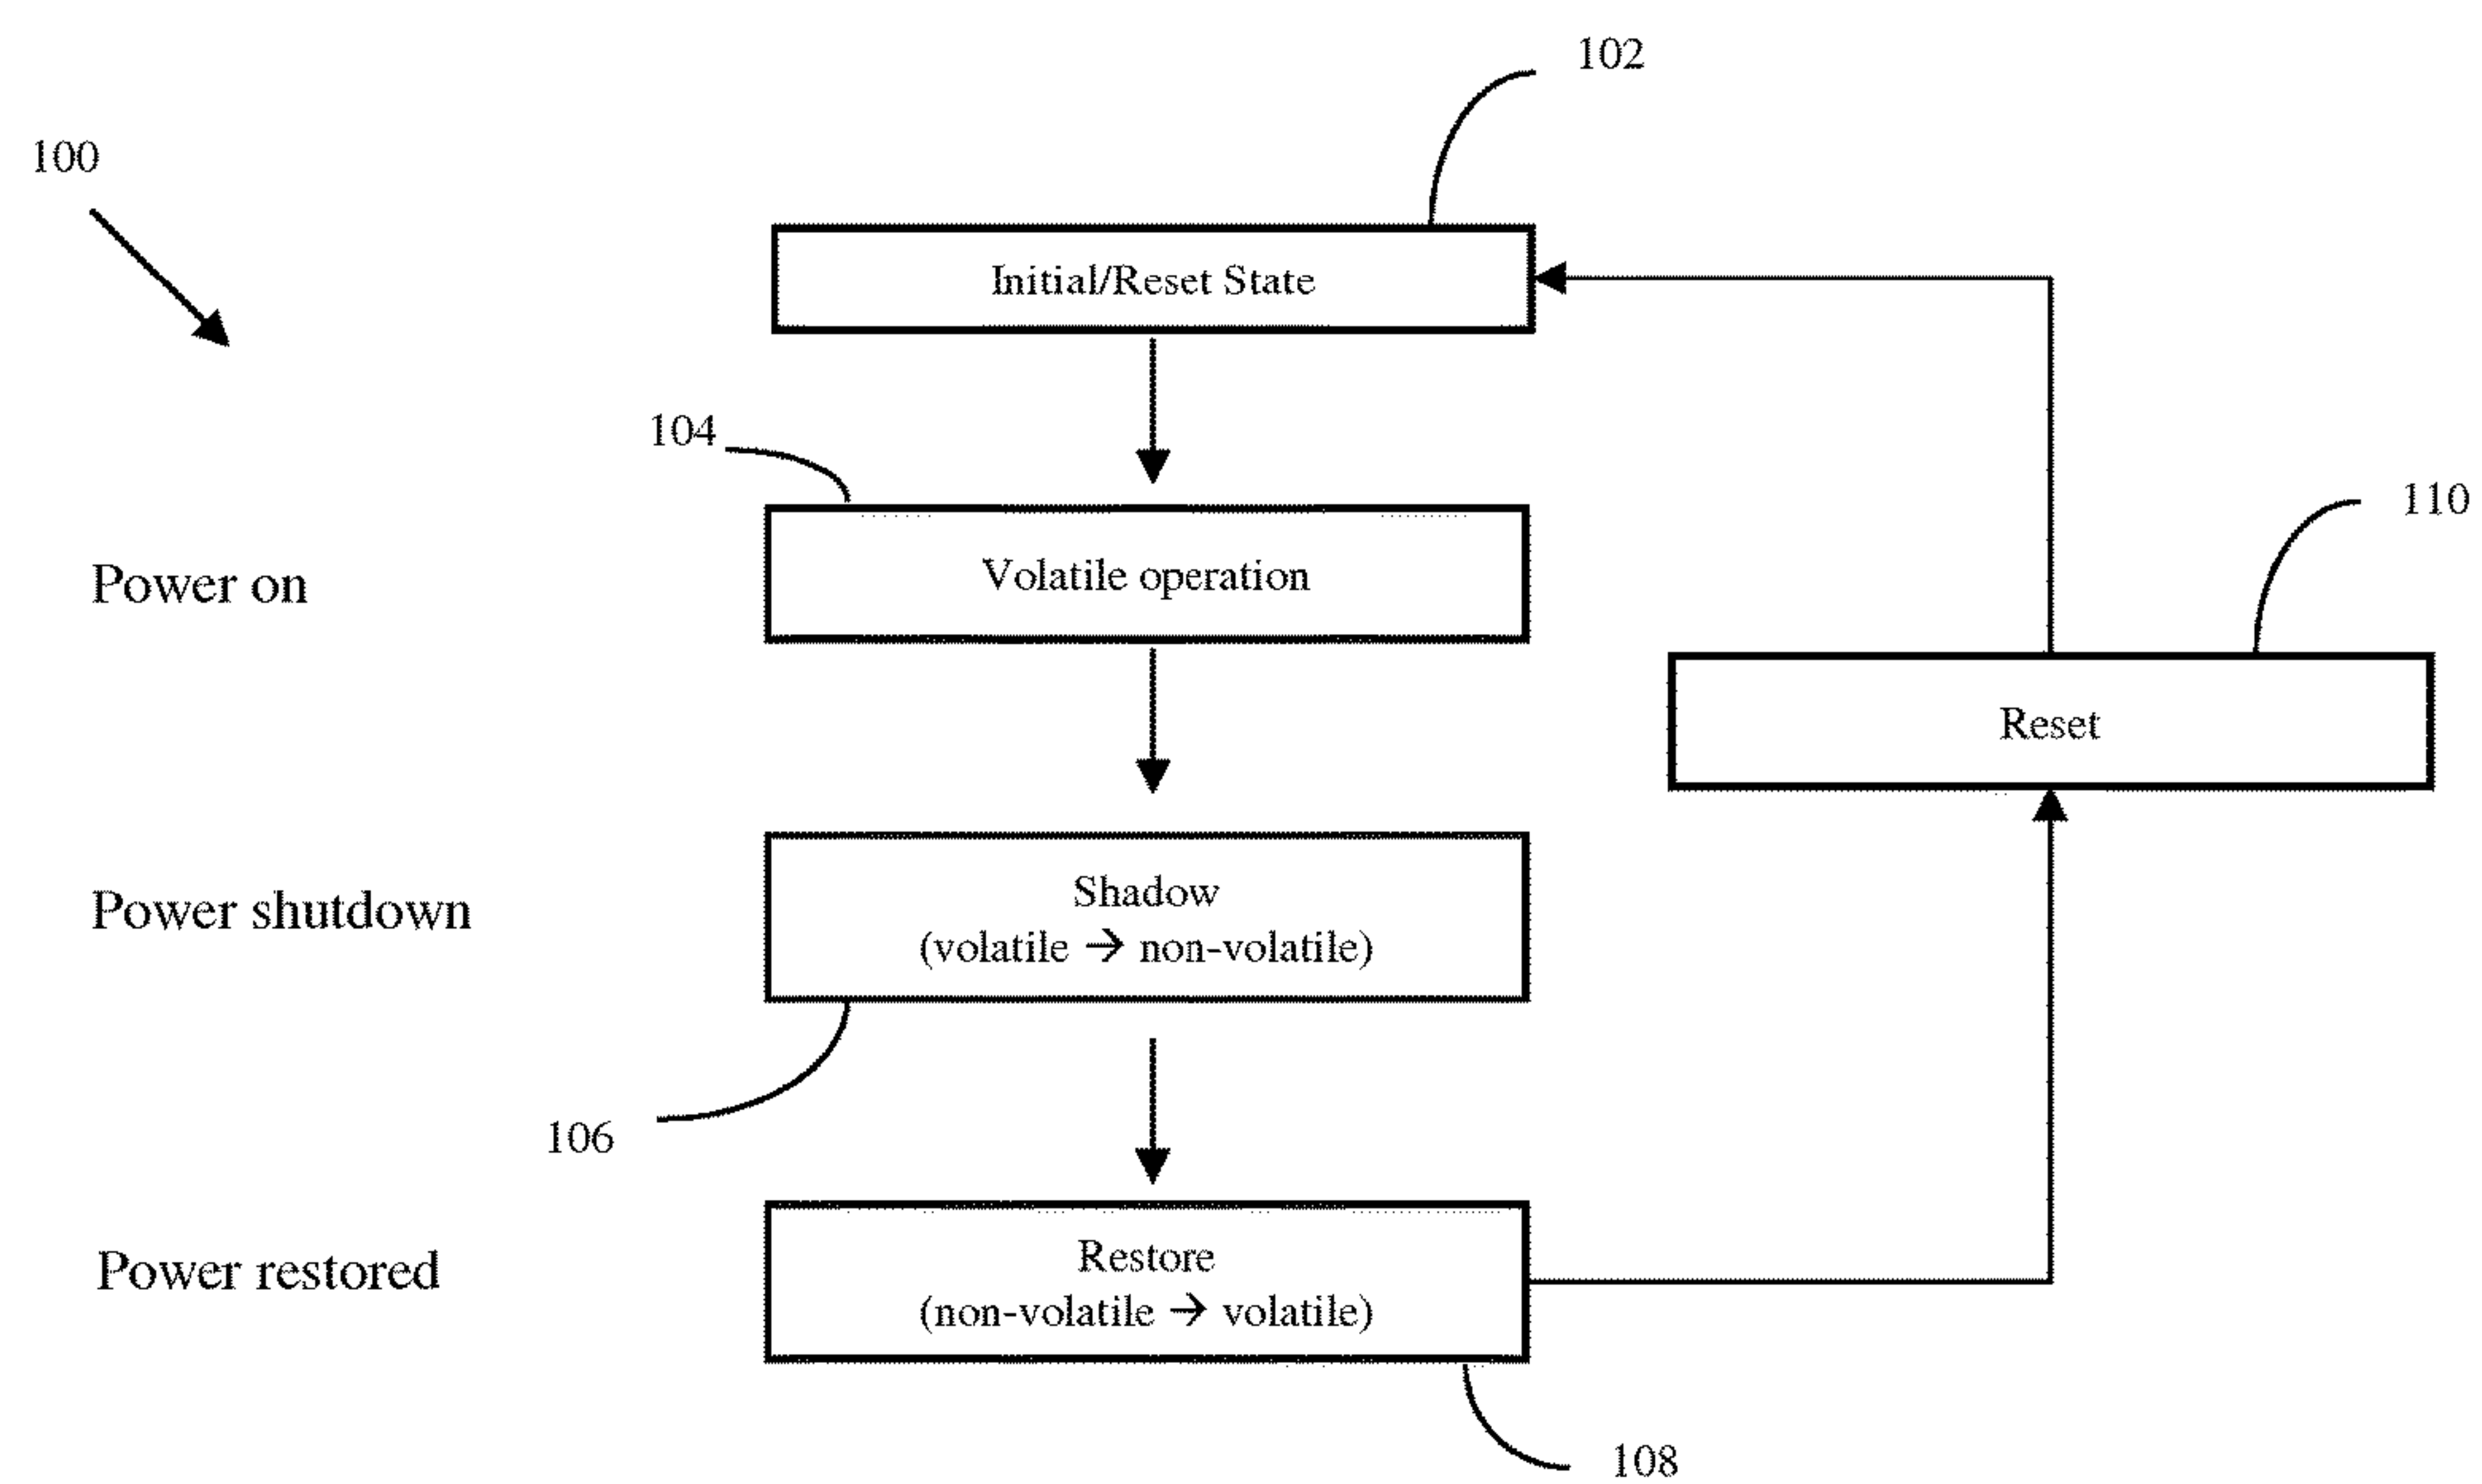 102
100
Initial/Reset State
104
110
Power on
Volatile operation
Reset
Power shutdown
Shadow
(volatile → non-volatile)
106
Power restored
Restore
(non-volatile → volatile)
108